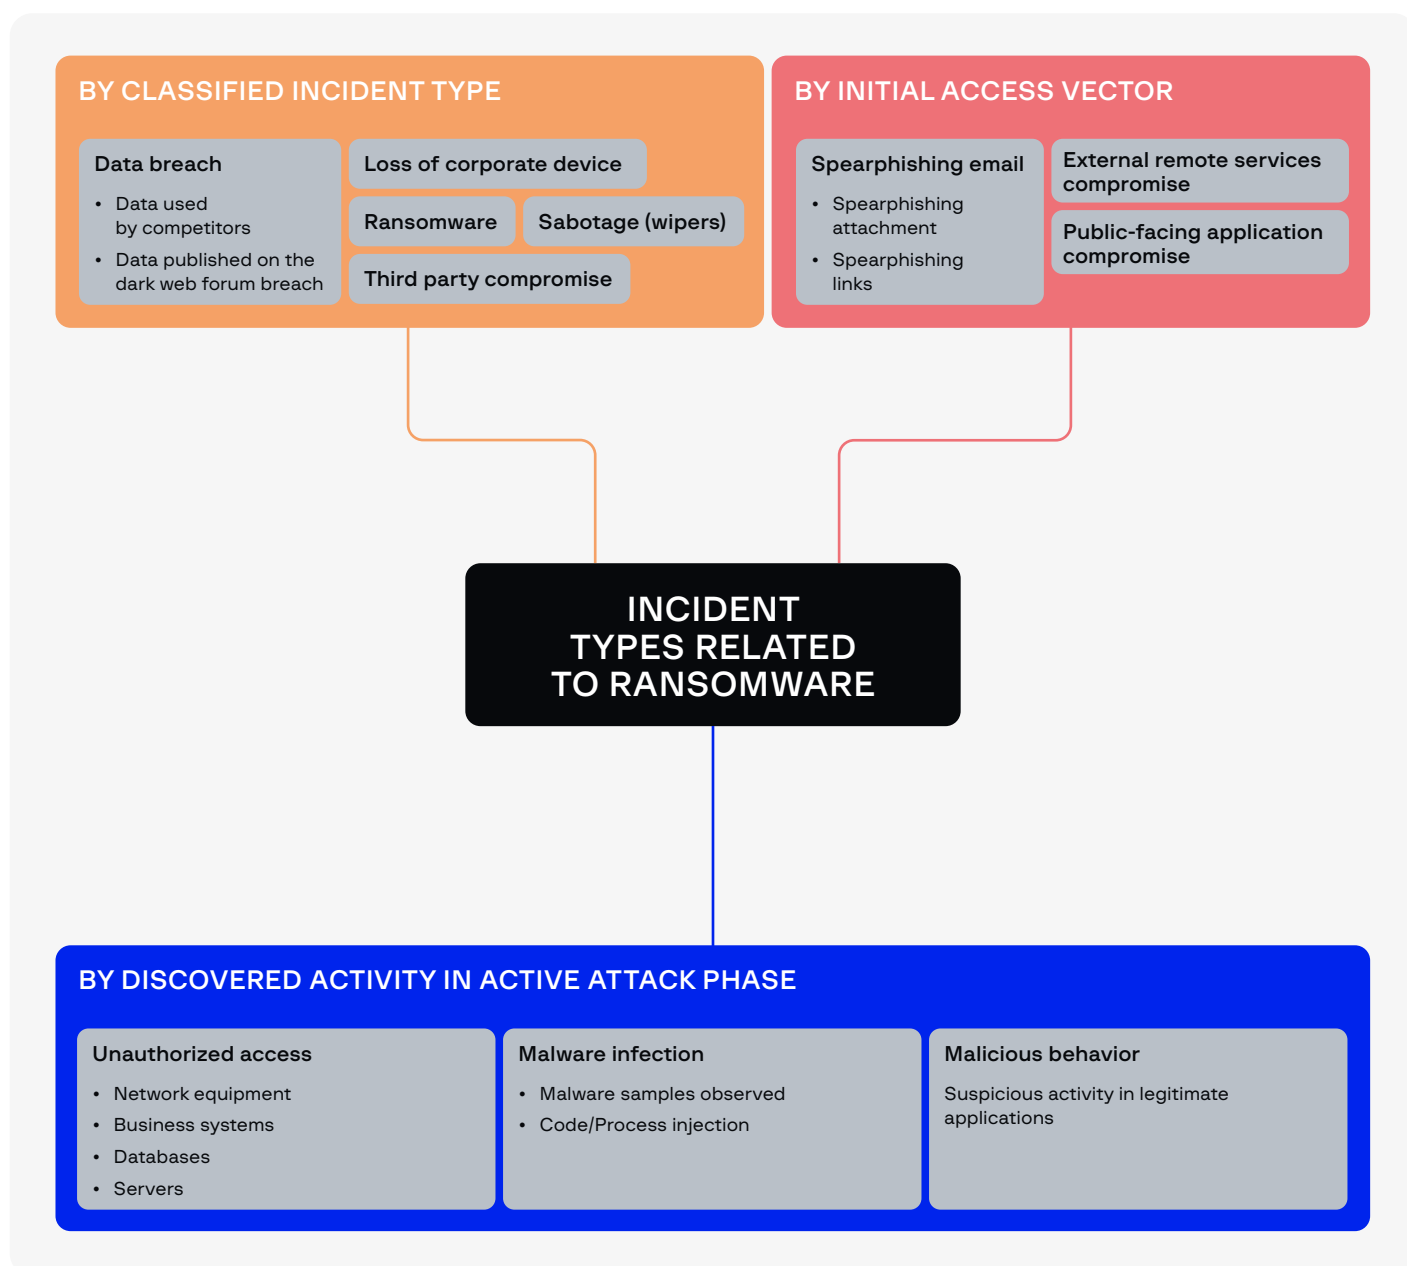 BY CLASSIFIED INCIDENT TYPE
Data breach
• Data used
by competitors
• Data published on the
dark web forum breach
Loss of corporate device
Ransomware
Sabotage (wipers)
Third party compromise
BY INITIAL ACCESS VECTOR
Spearphishing email
• Spearphishing
attachment
• Spearphishing
links
External remote services
compromise
Public-facing application
compromise
INCIDENT
TYPES RELATED
TO RANSOMWARE
BY DISCOVERED ACTIVITY IN ACTIVE ATTACK PHASE
Unauthorized access
• Network equipment
• Business systems
• Databases
• Servers
Malware infection
• Malware samples observed
• Code/Process injection
Malicious behavior
Suspicious activity in legitimate
applications